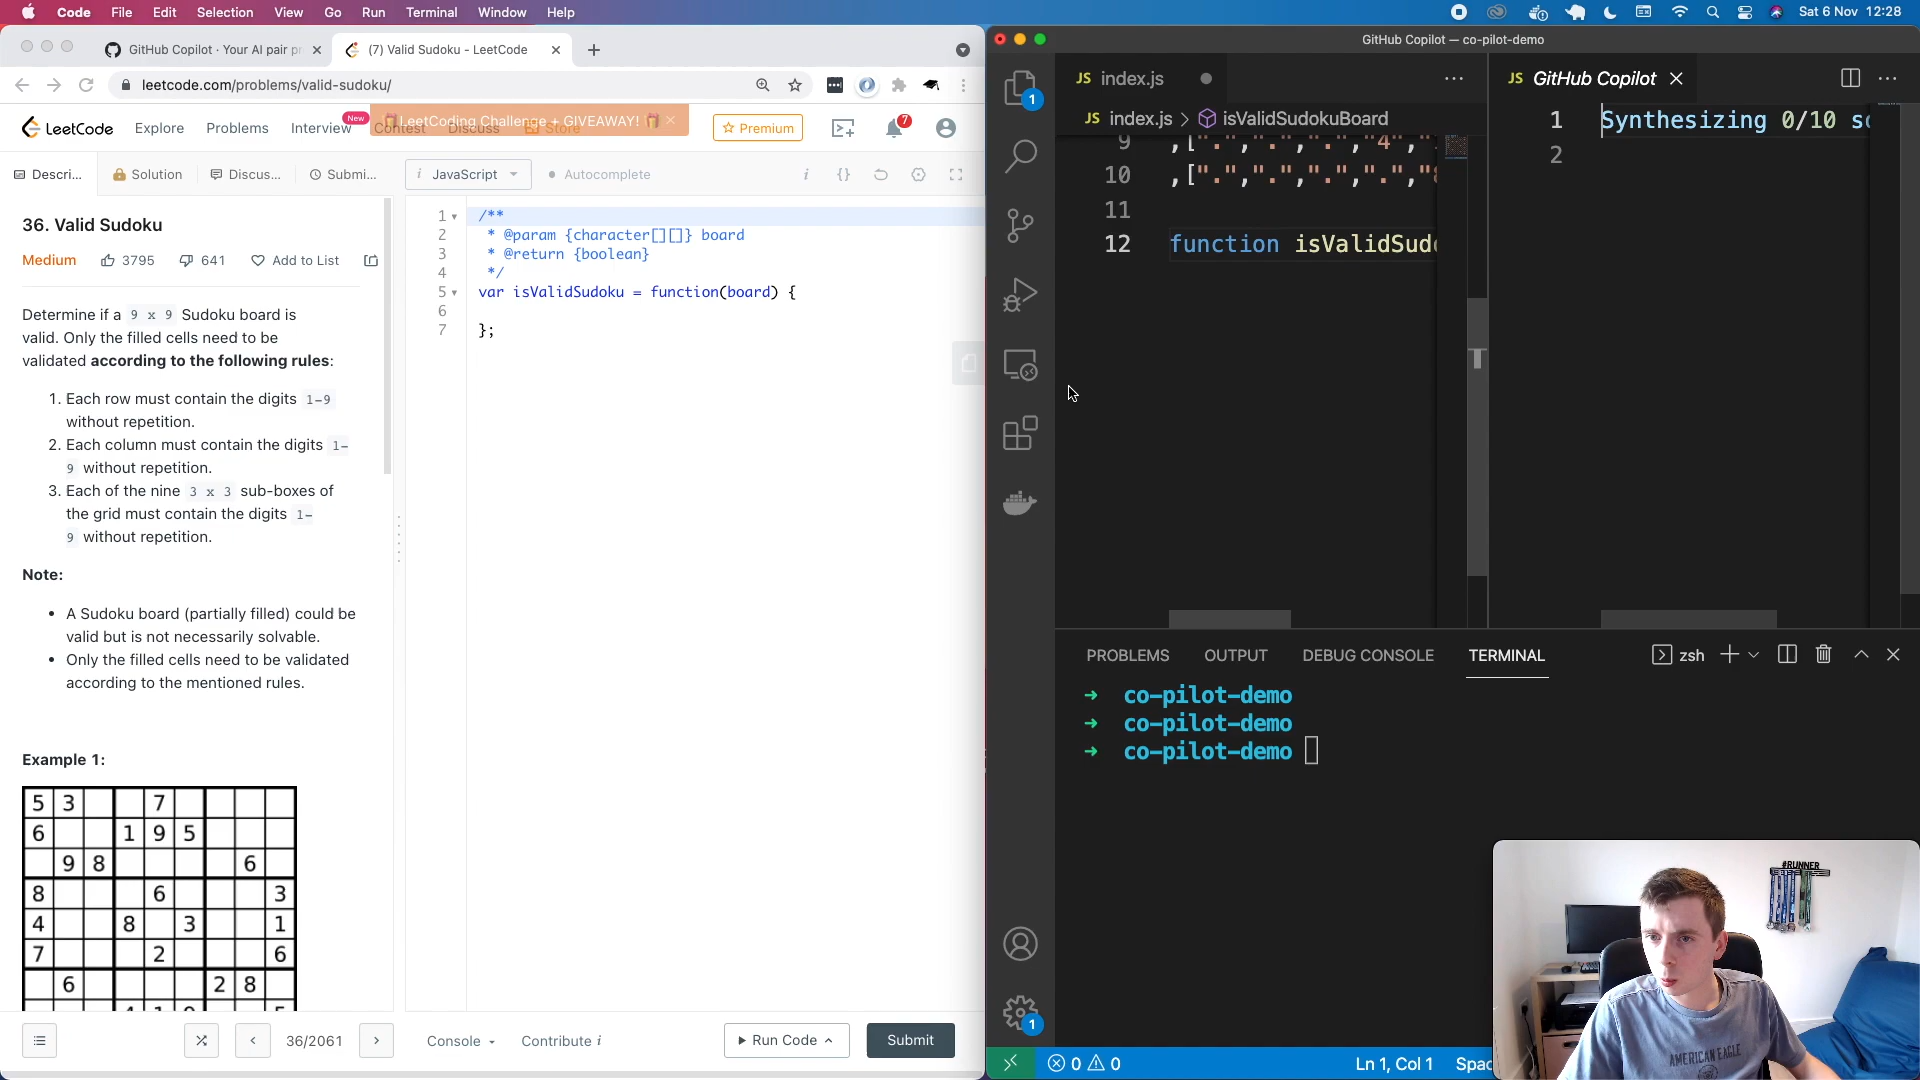 Code File Edit Selection View Go Run Terminal Window Help
Sat 6 Nov 12:28
GitHub Copilot · Your AI pair pr
(7) Valid Sudoku - LeetCode
leetcode.com/problems/valid-sudoku/
LeetCode Explore Problems Interview New Contest Discuss Store
LeetCoding Challenge + GIVEAWAY!
Premium
7
Descri... Solution Discus... Submi...
JavaScript
Autocomplete
36. Valid Sudoku
Medium 3795 641 Add to List
Determine if a 9 x 9 Sudoku board is
valid. Only the filled cells need to be
validated according to the following rules:
1. Each row must contain the digits 1-9
without repetition.
2. Each column must contain the digits 1-
9 without repetition.
3. Each of the nine 3 x 3 sub-boxes of
the grid must contain the digits 1-
9 without repetition.
Note:
• A Sudoku board (partially filled) could be
valid but is not necessarily solvable.
• Only the filled cells need to be validated
according to the mentioned rules.
Example 1:
5 3 7
6 1 9 5
9 8 6
8 6 3
4 8 3 1
7 2 6
6 2 8
36/2061
1 /**
2 * @param {character[][]} board
3 * @return {boolean}
4 */
5 var isValidSudoku = function(board) {
6
7 };
Console Contribute i
Run Code Submit
GitHub Copilot — co-pilot-demo
JS index.js
JS index.js > isValidSudokuBoard
9 ,[".",".",".","4","
10 ,[".",".",".",".","8
11
12 function isValidSud
JS GitHub Copilot
1 Synthesizing 0/10 so
2
1
PROBLEMS OUTPUT DEBUG CONSOLE TERMINAL
zsh
→ co-pilot-demo
→ co-pilot-demo
→ co-pilot-demo
1
0 0
Ln 1, Col 1 Spac
#RUNNER
AMERICAN EAGLE